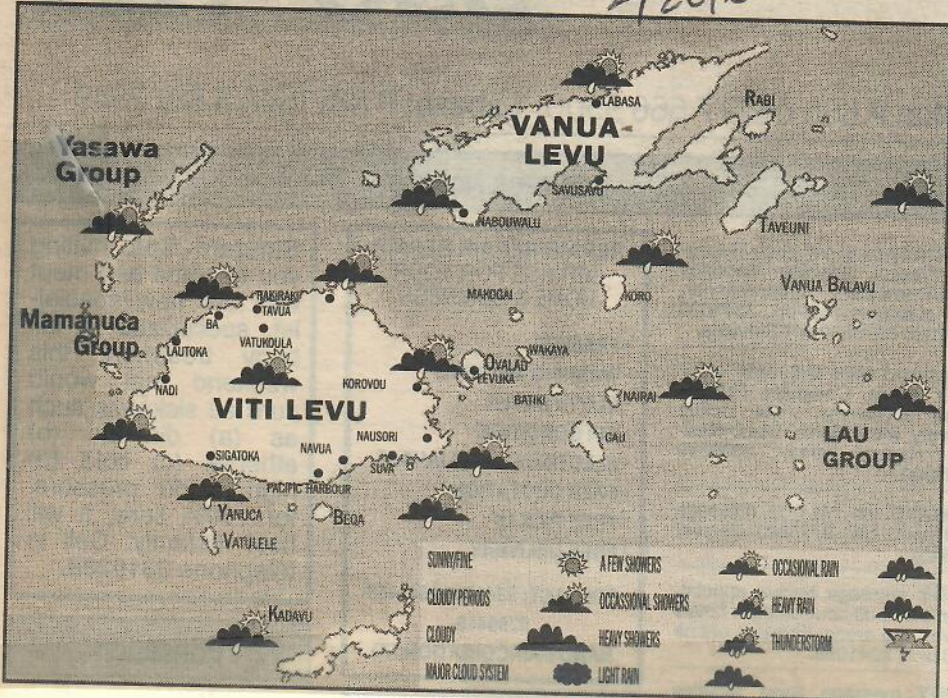 VANUA
LEVU
LABASA
RABI
Yasawa
Group
SAVUSAVU
NABOUWALU
TAVEUNI
RAKIRAKI
TAVUA
BA
VATUKOULA
MAKOGAI
KORO
VANUA BALAVU
Mamanuca
Group
LAUTOKA
NADI
KOROVOU
OVALAU
LEVUKA
WAKAYA
BATIKI
NAIRAI
VITI LEVU
NAUSORI
NAVUA
SUVA
GAU
LAU
GROUP
SIGATOKA
PACIFIC HARBOUR
YANUCA
BEQA
VATULELE
KADAVU
SUNNY/FINE
A FEW SHOWERS
OCCASIONAL RAIN
CLOUDY PERIODS
OCCASSIONAL SHOWERS
HEAVY RAIN
CLOUDY
HEAVY SHOWERS
THUNDERSTORM
MAJOR CLOUD SYSTEM
LIGHT RAIN